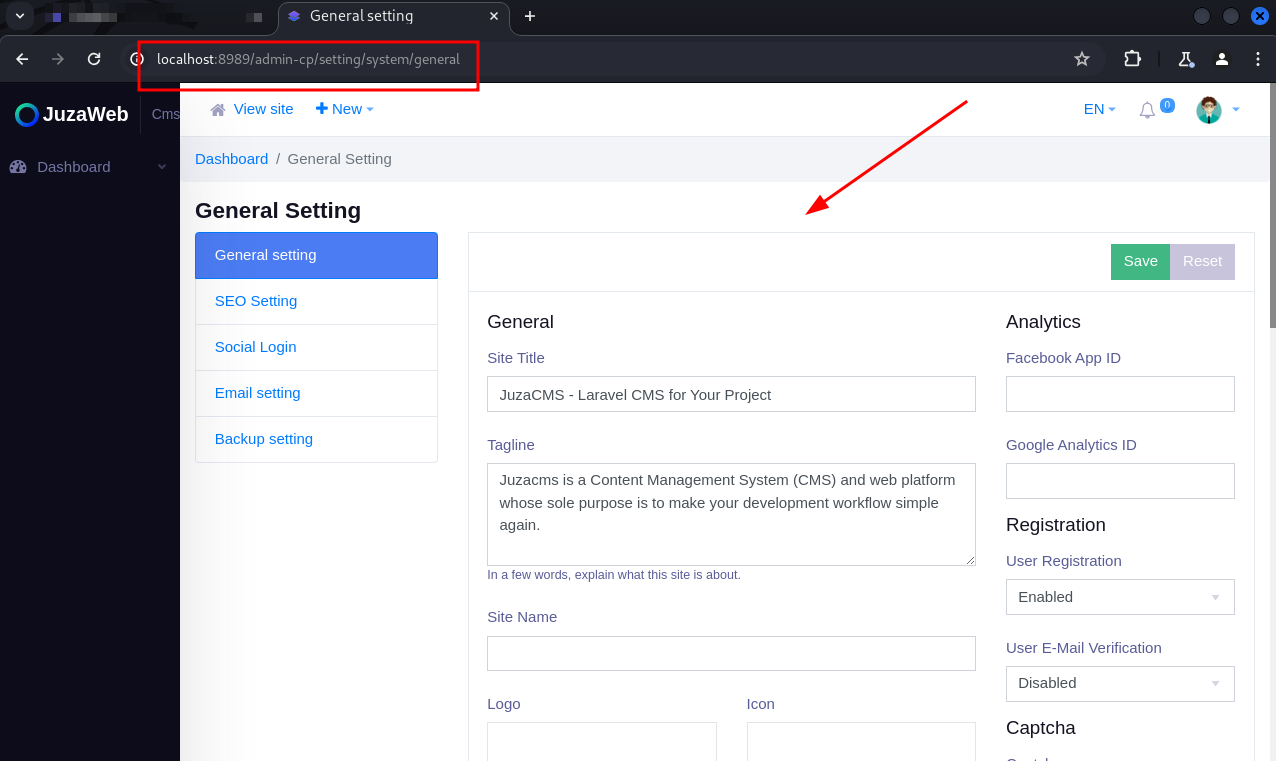 General setting
localhost:8989/admin-cp/setting/system/general
JuzaWeb
Cms
View site
New
EN
0
Dashboard
Dashboard / General Setting
General Setting
General setting
SEO Setting
Social Login
Email setting
Backup setting
Save
Reset
General
Site Title
JuzaCMS - Laravel CMS for Your Project
Tagline
Juzacms is a Content Management System (CMS) and web platform
whose sole purpose is to make your development workflow simple
again.
In a few words, explain what this site is about.
Site Name
Logo
Icon
Analytics
Facebook App ID
Google Analytics ID
Registration
User Registration
Enabled
User E-Mail Verification
Disabled
Captcha